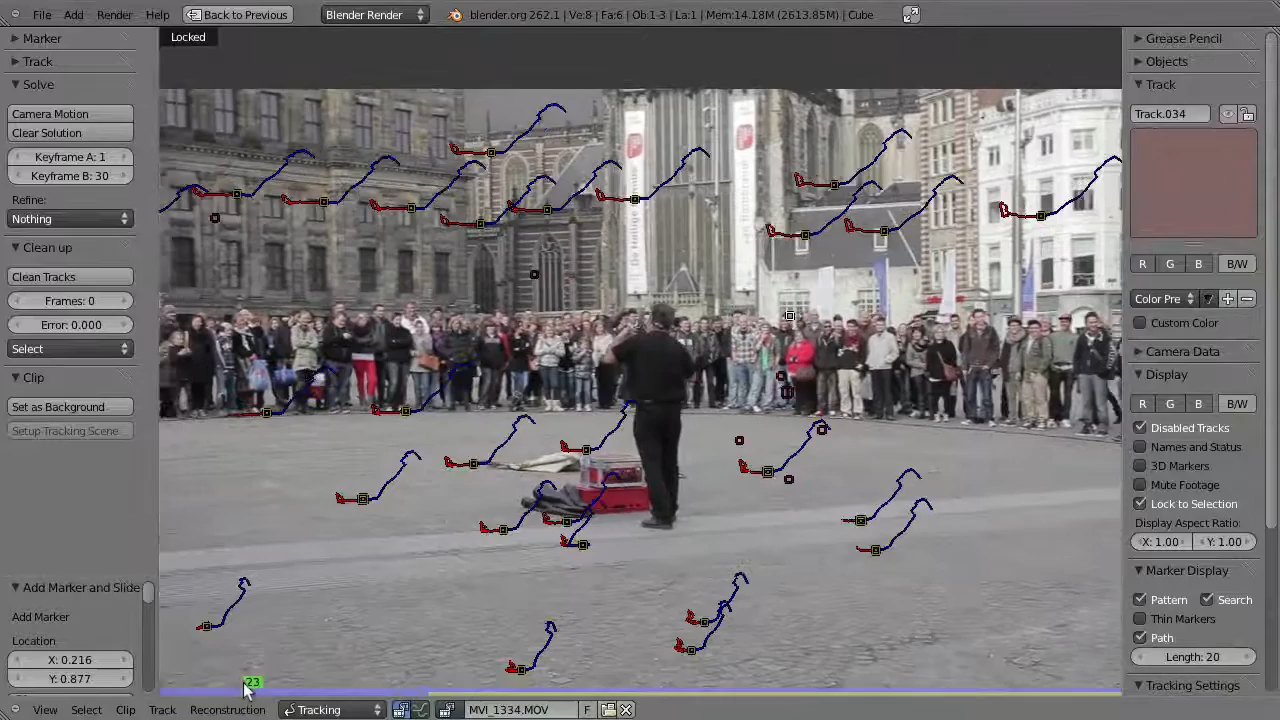 File Add Render Help Back to Previous Blender Render blender.org 262.1 | Ve:8 | Fa:6 | Ob:1-3 | La:1 | Mem:14.18M (2613.85M) | Cube
Locked
Marker
Track
Solve
Camera Motion
Clear Solution
Keyframe A: 1
Keyframe B: 30
Refine:
Nothing
Clean up
Clean Tracks
Frames: 0
Error: 0.000
Select
Clip
Set as Background
Setup Tracking Scene
Add Marker and Slide
Add Marker
Location:
X: 0.216
Y: 0.877
23
Grease Pencil
Objects
Track
Track.034
R G B B/W
Color Pre
Custom Color
Camera Data
Display
R G B B/W
Disabled Tracks
Names and Status
3D Markers
Mute Footage
Lock to Selection
Display Aspect Ratio:
X: 1.00 Y: 1.00
Marker Display
Pattern Search
Thin Markers
Path
Length: 20
Tracking Settings
View Select Clip Track Reconstruction Tracking MVI_1334.MOV F